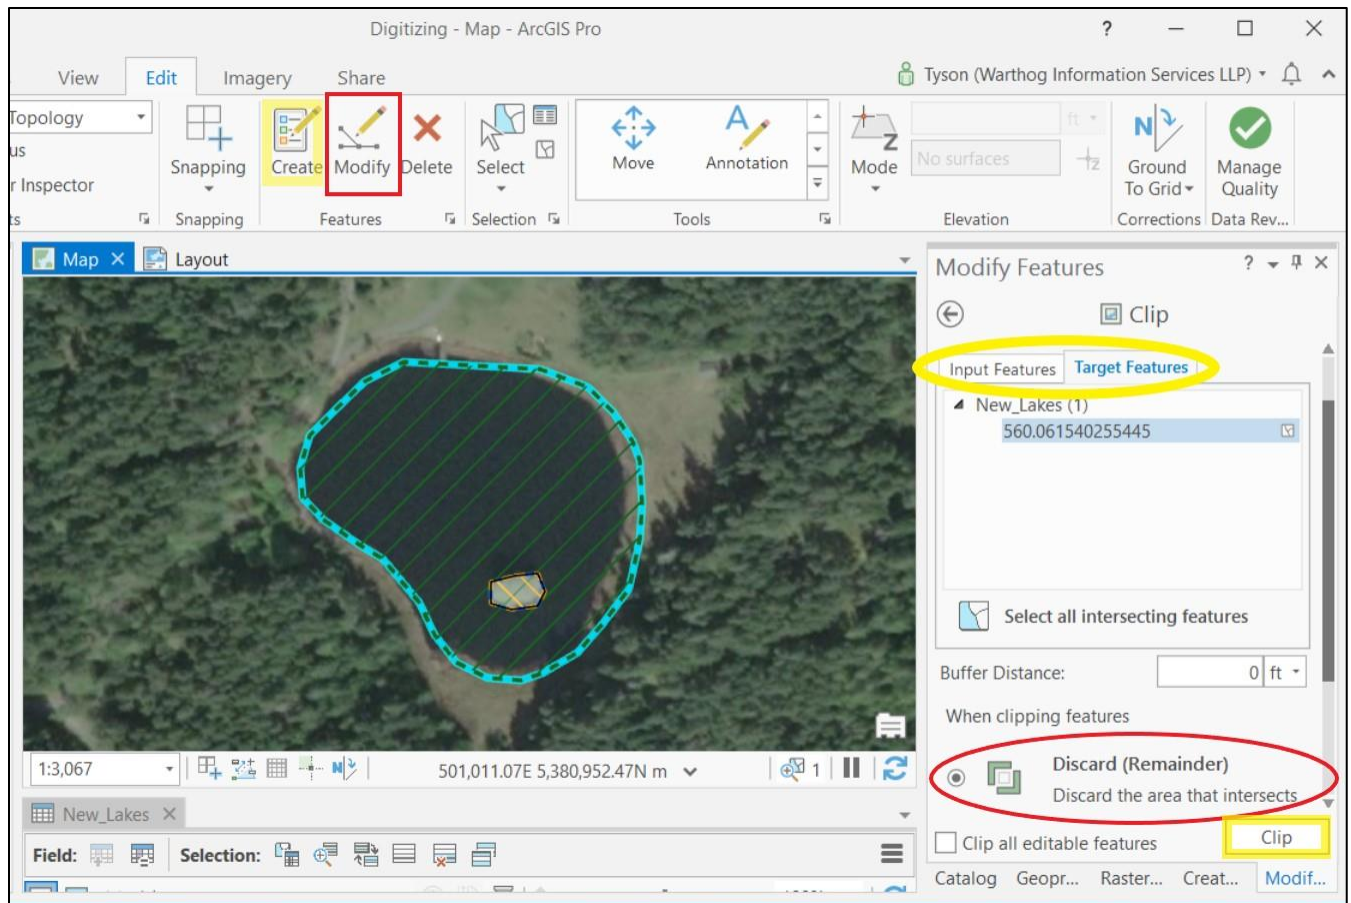 Digitizing - Map - ArcGIS Pro
?
View Edit Imagery Share
Tyson (Warthog Information Services LLP)
Topology
us
r Inspector
ts
Snapping
Snapping
Create Modify Delete
Features
Select
Selection
Move
Annotation
Tools
Mode
Z
ft
No surfaces
Elevation
N
Ground
To Grid
Corrections
Manage
Quality
Data Rev...
Map
Layout
Modify Features
?
Clip
Input Features
Target Features
New_Lakes (1)
560.061540255445
Select all intersecting features
Buffer Distance:
0 ft
When clipping features
Discard (Remainder)
Discard the area that intersects
Clip all editable features
Clip
Catalog Geopr... Raster... Creat... Modif...
1:3,067
501,011.07E 5,380,952.47N m
1
New_Lakes
Field:
Selection: